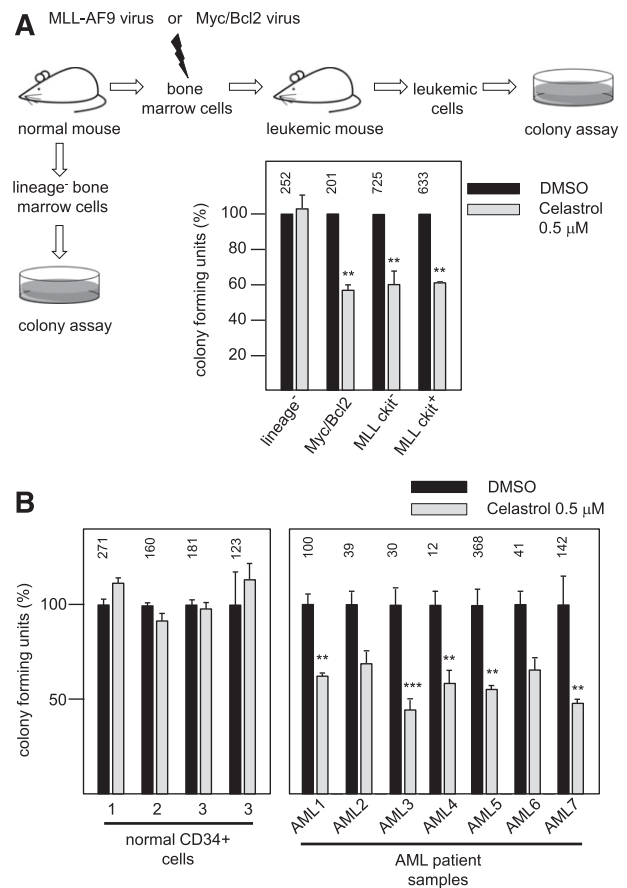 A
MLL-AF9 virus or Myc/Bcl2 virus
normal mouse
bone
marrow cells
leukemic mouse
leukemic
cells
colony assay
lineage- bone
marrow cells
colony assay
colony forming units (%)
100
80
60
40
20
252 201 725 633
** ** **
lineage- Myc/Bcl2 MLL ckit- MLL ckit+
DMSO
Celastrol
0.5 μM
B
DMSO
Celastrol 0.5 μM
colony forming units (%)
100
50
271 160 181 123
1 2 3 3
normal CD34+
cells
100 39 30 12 368 41 142
** *** ** ** **
AML1 AML2 AML3 AML4 AML5 AML6 AML7
AML patient
samples